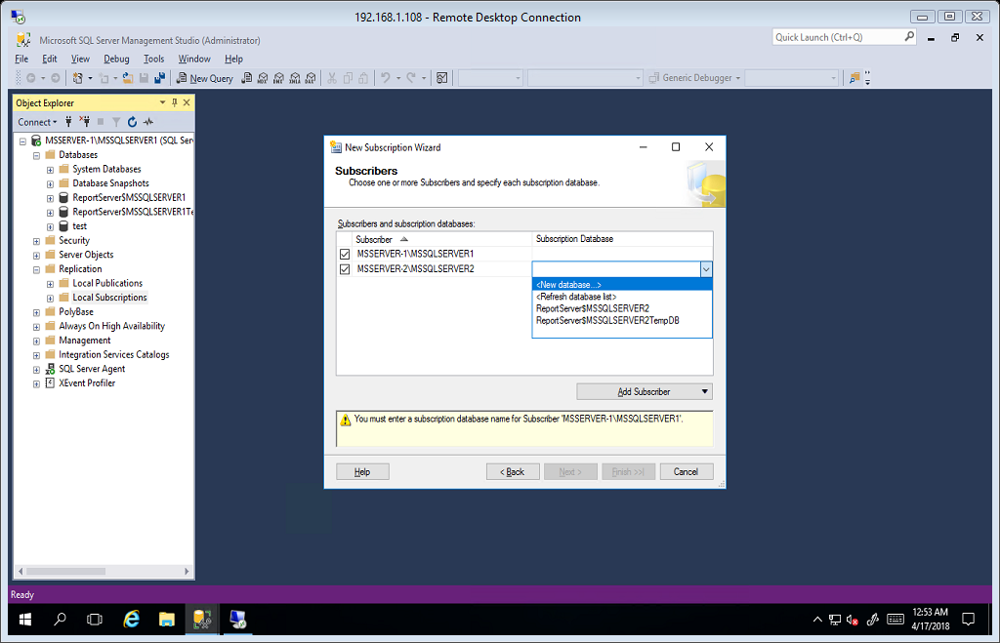 192.168.1.108 - Remote Desktop Connection
Microsoft SQL Server Management Studio (Administrator)
Quick Launch (Ctrl+Q)
File Edit View Debug Tools Window Help
New Query
MDX DMX XMLA DAX
Generic Debugger
Object Explorer
Connect
MSSERVER-1\MSSQLSERVER1 (SQL Ser
Databases
System Databases
Database Snapshots
ReportServer$MSSQLSERVER1
ReportServer$MSSQLSERVER1Te
test
Security
Server Objects
Replication
Local Publications
Local Subscriptions
PolyBase
Always On High Availability
Management
Integration Services Catalogs
SQL Server Agent
XEvent Profiler
New Subscription Wizard
Subscribers
Choose one or more Subscribers and specify each subscription database.
Subscribers and subscription databases:
Subscriber Subscription Database
MSSERVER-1\MSSQLSERVER1
MSSERVER-2\MSSQLSERVER2
<New database...>
<Refresh database list>
ReportServer$MSSQLSERVER2
ReportServer$MSSQLSERVER2TempDB
Add Subscriber
You must enter a subscription database name for Subscriber 'MSSERVER-1\MSSQLSERVER1'.
Help < Back Next > Finish >>| Cancel
Ready
12:53 AM
4/17/2018